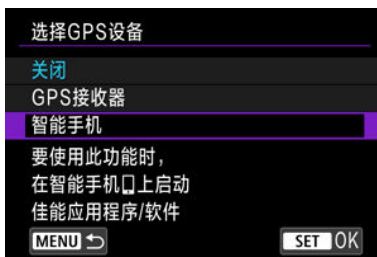 选择GPS设备
关闭
GPS接收器
智能手机
要使用此功能时，
在智能手机上启动
佳能应用程序/软件
MENU SET OK